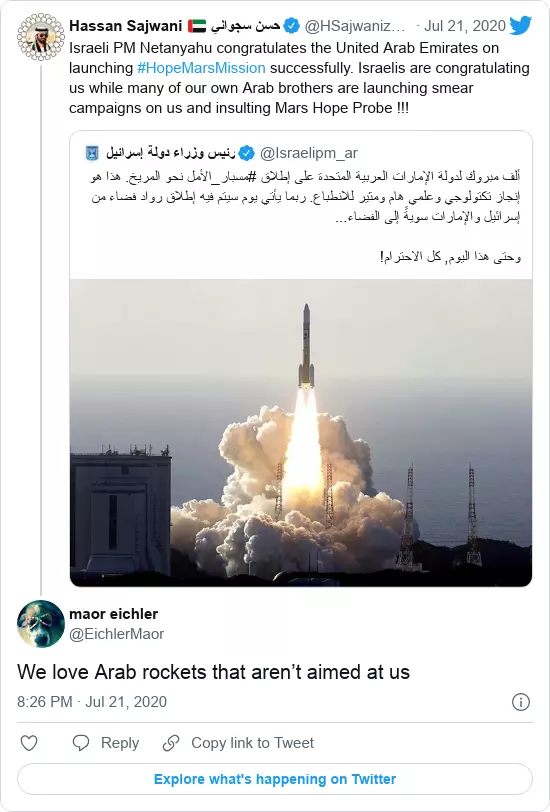 Hassan Sajwani 🇦🇪 حسن سجواني @HSajwaniz… · Jul 21, 2020
Israeli PM Netanyahu congratulates the United Arab Emirates on
launching #HopeMarsMission successfully. Israelis are congratulating
us while many of our own Arab brothers are launching smear
campaigns on us and insulting Mars Hope Probe !!!
رئيس وزراء دولة إسرائيل @Israelipm_ar
ألف مبروك لدولة الإمارات العربية المتحدة على إطلاق #مسبار_الأمل نحو المريخ. هذا هو
إنجاز تكنولوجي وعلمي هام ومثير للانطباع. ربما يأتي يوم سيتم فيه إطلاق رواد فضاء من
إسرائيل والإمارات سويةً إلى الفضاء...
وحتى هذا اليوم, كل الاحترام!
maor eichler
@EichlerMaor
We love Arab rockets that aren’t aimed at us
8:26 PM · Jul 21, 2020
Reply
Copy link to Tweet
Explore what's happening on Twitter